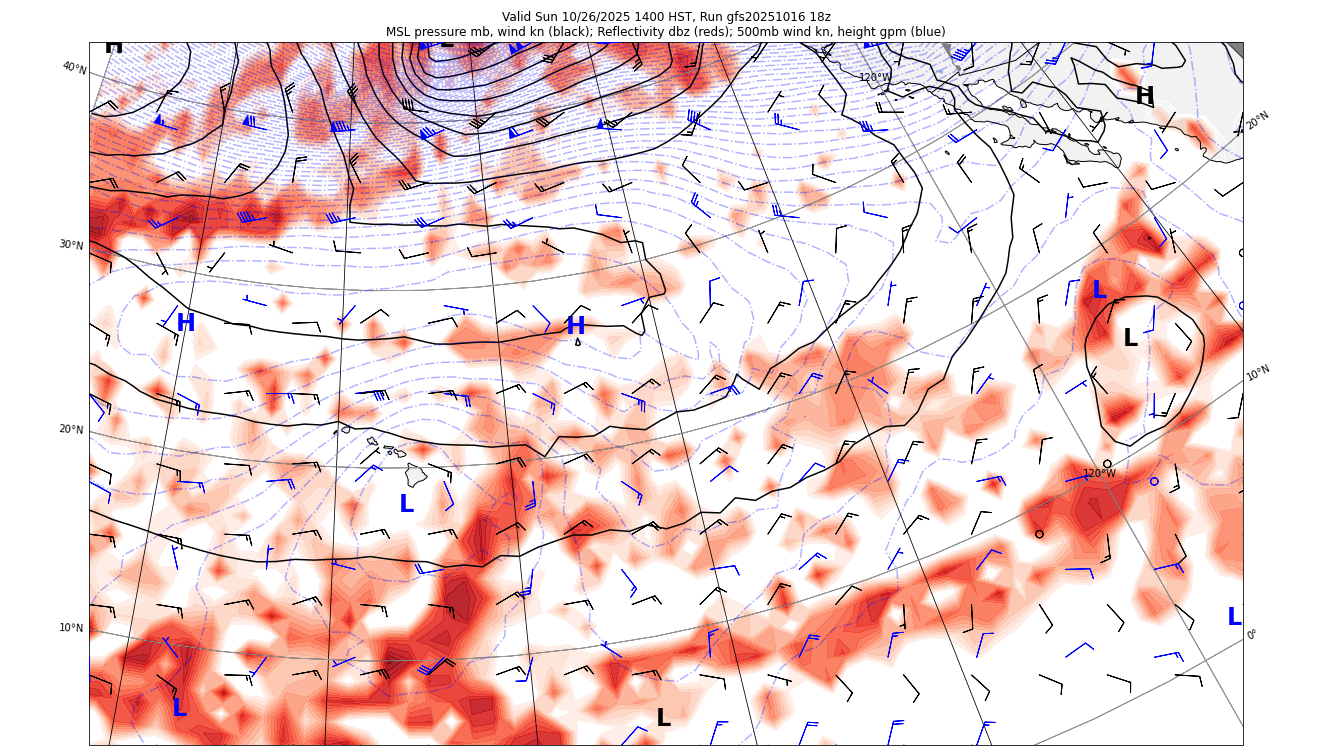 Valid Sun 10/26/2025 1400 HST, Run gfs20251016 18z
MSL pressure mb, wind kn (black); Reflectivity dbz (reds); 500mb wind kn, height gpm (blue)
H
L
40°N
120°W
H
20°N
30°N
L
H
H
L
10°N
20°N
120°W
L
10°N
L
0°
L
L